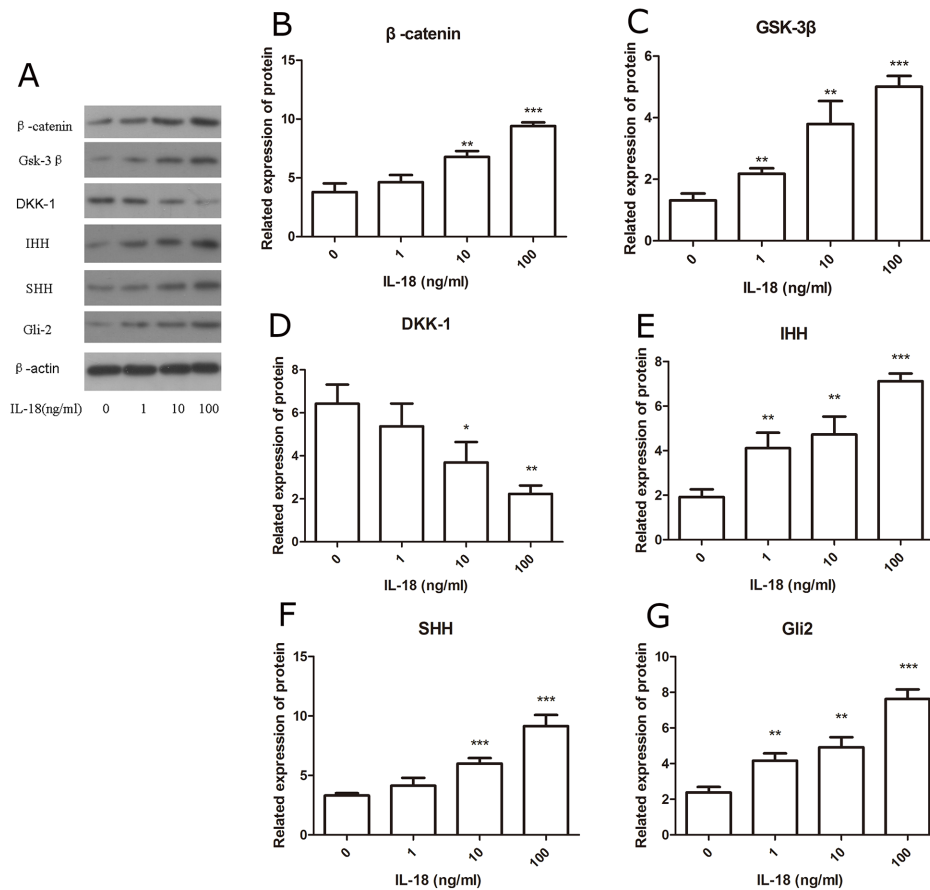 A
β-catenin
Gsk-3 β
DKK-1
IHH
SHH
Gli-2
β-actin
IL-18(ng/ml) 0 1 10 100
B
β-catenin
Related expression of protein
15
10
5
0
**
***
0 1 10 100
IL-18 (ng/ml)
C
GSK-3β
Related expression of protein
6
4
2
0
**
**
***
0 1 10 100
IL-18 (ng/ml)
D
DKK-1
Related expression of protein
8
6
4
2
0
*
**
0 1 10 100
IL-18 (ng/ml)
E
IHH
Related expression of protein
8
6
4
2
0
**
**
***
0 1 10 100
IL-18 (ng/ml)
F
SHH
Related expression of protein
15
10
5
0
***
***
0 1 10 100
IL-18 (ng/ml)
G
Gli2
Related expression of protein
10
8
6
4
2
0
**
**
***
0 1 10 100
IL-18 (ng/ml)